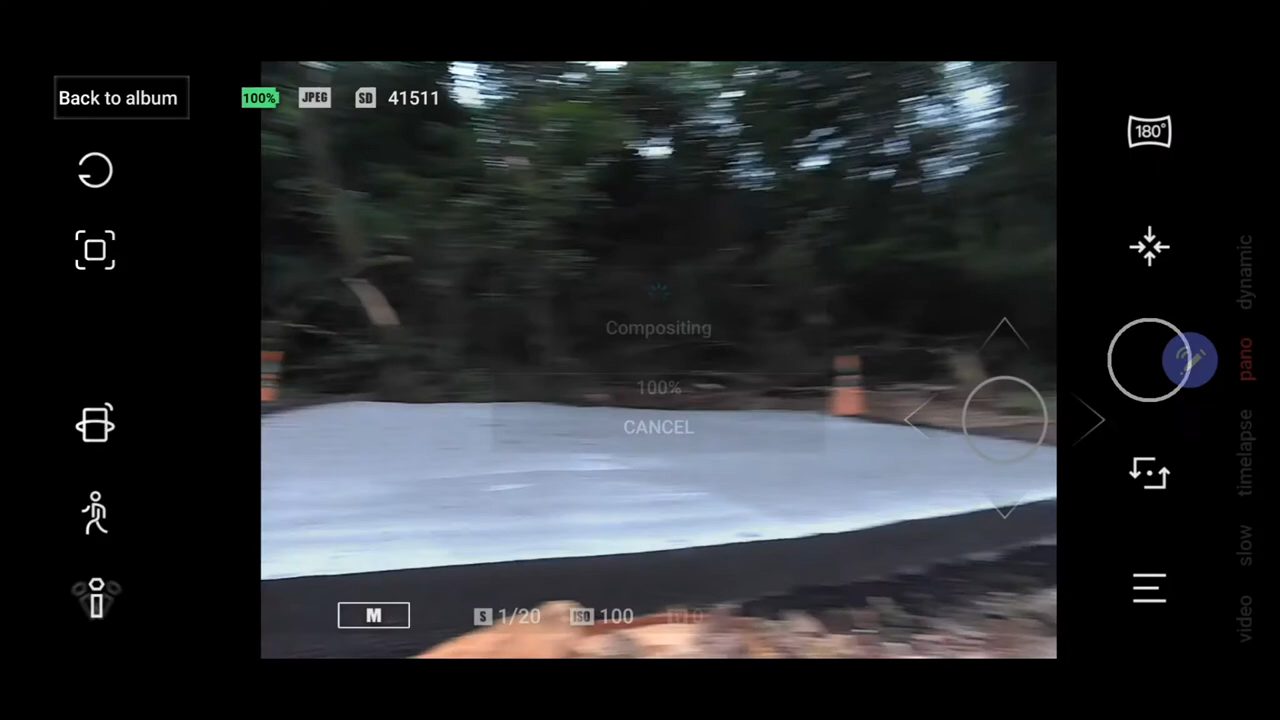 Back to album
100% JPEG SD 41511
180°
Compositing
100%
CANCEL
M S 1/20 ISO 100
dynamic
pano
timelapse
slow
video